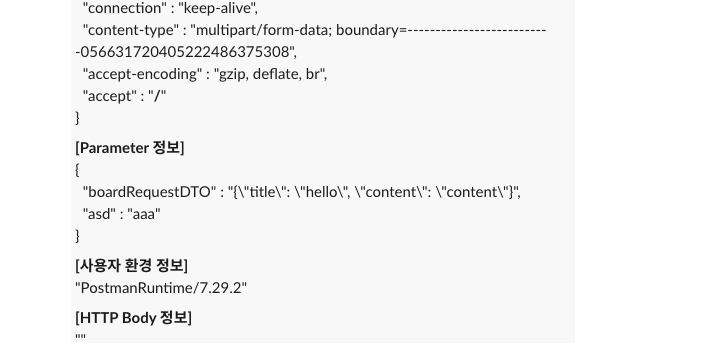 "connection" : "keep-alive",
"content-type" : "multipart/form-data; boundary=-------------------------
-056631720405222486375308",
"accept-encoding" : "gzip, deflate, br",
"accept" : "/"
}
[Parameter 정보]
{
"boardRequestDTO" : "{\"title\": \"hello\", \"content\": \"content\"}",
"asd" : "aaa"
}
[사용자 환경 정보]
"PostmanRuntime/7.29.2"
[HTTP Body 정보]
""